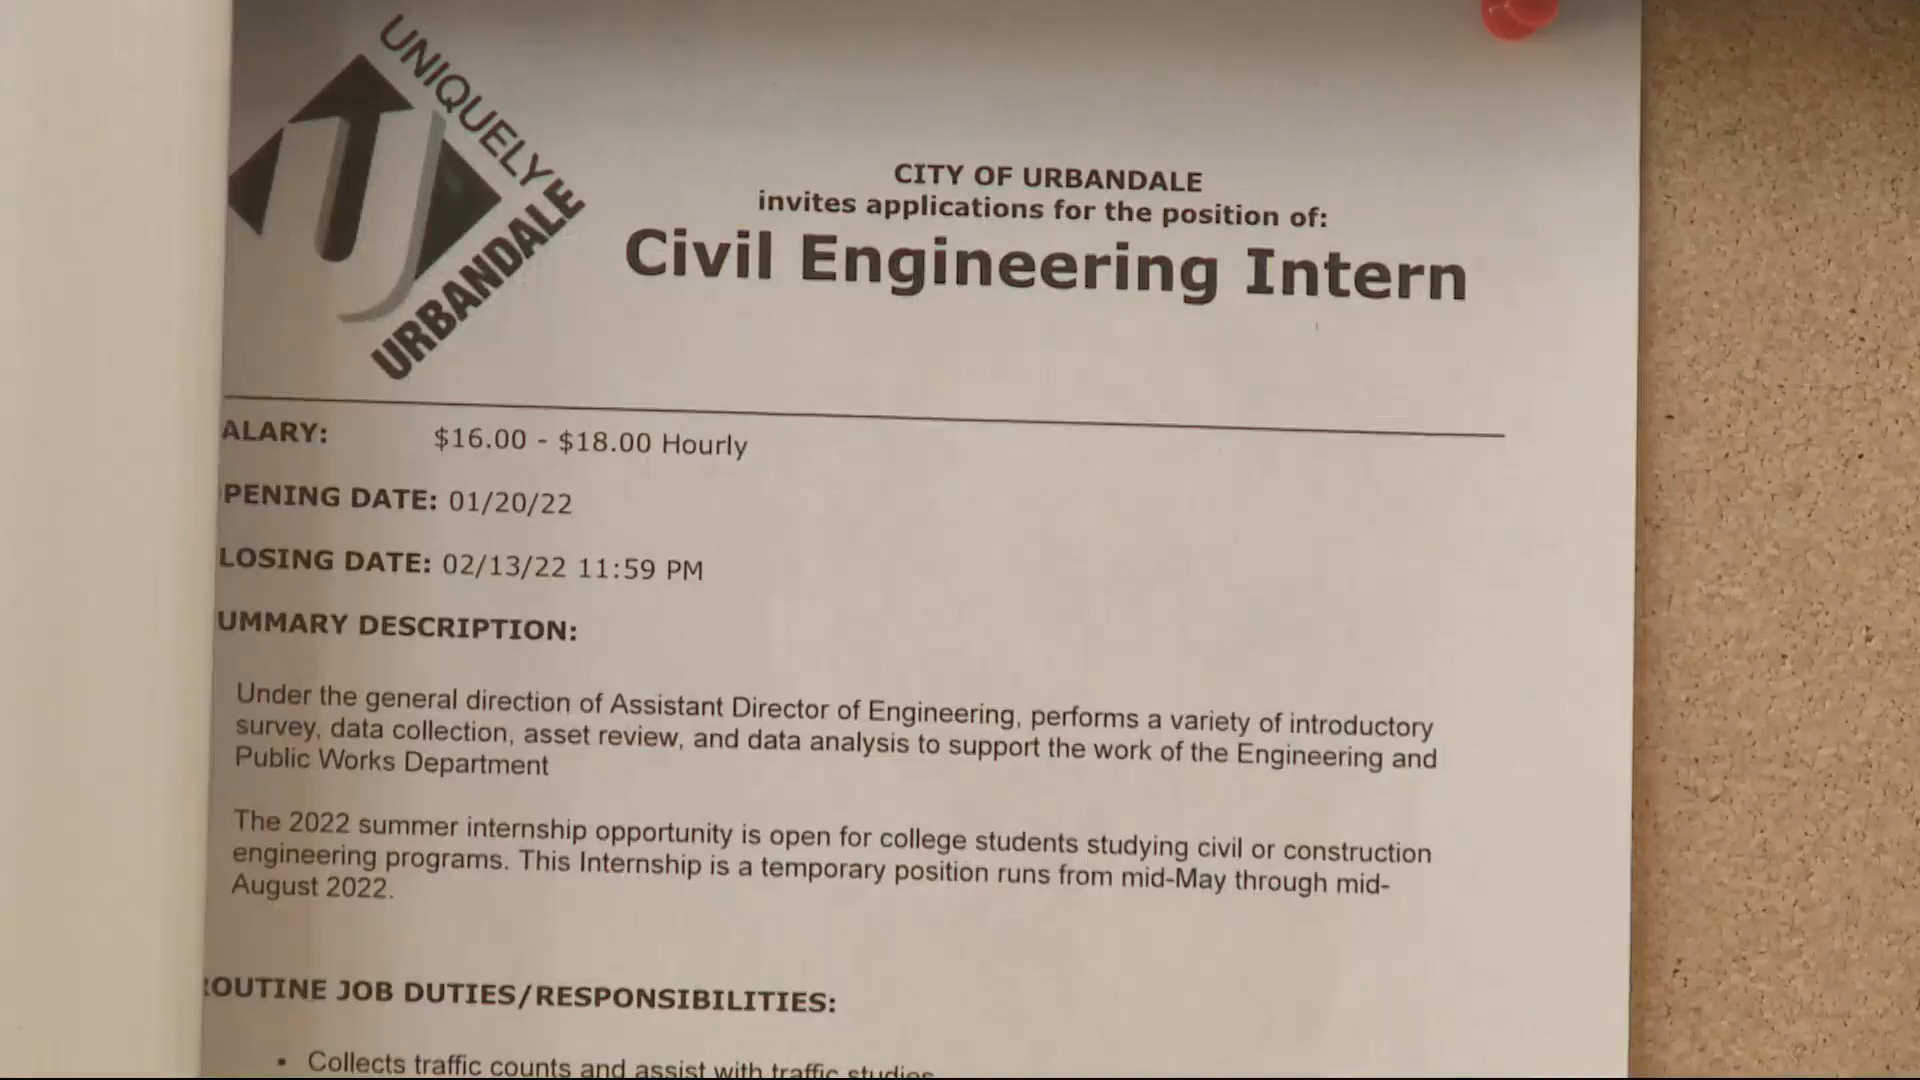 UNIQUELY
URBANDALE
CITY OF URBANDALE
invites applications for the position of:
Civil Engineering Intern
ALARY: $16.00 - $18.00 Hourly
PENING DATE: 01/20/22
LOSING DATE: 02/13/22 11:59 PM
UMMARY DESCRIPTION:
Under the general direction of Assistant Director of Engineering, performs a variety of introductory
survey, data collection, asset review, and data analysis to support the work of the Engineering and
Public Works Department
The 2022 summer internship opportunity is open for college students studying civil or construction
engineering programs. This Internship is a temporary position runs from mid-May through mid-
August 2022.
OUTINE JOB DUTIES/RESPONSIBILITIES:
• Collects traffic counts and assist with traffic studies